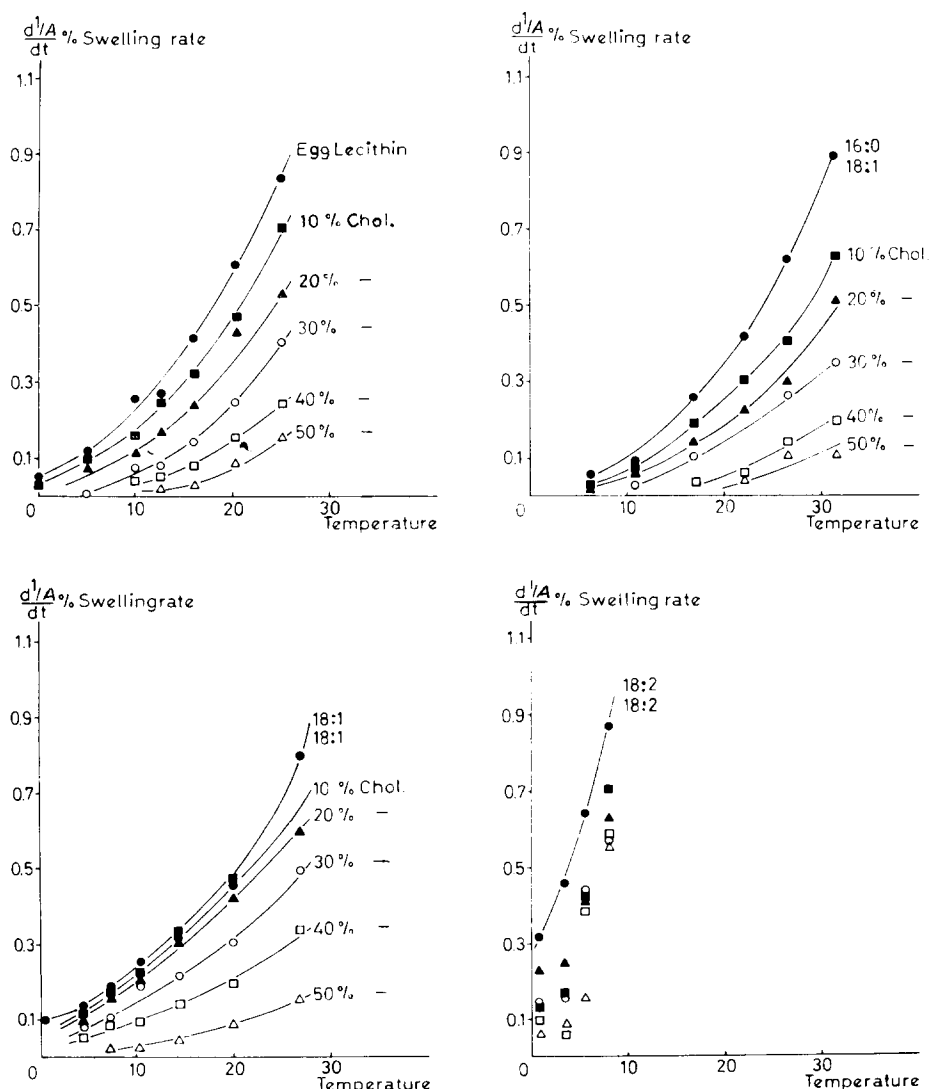 d 1/A
dt % Swelling rate
1.1
0.9
0.7
0.5
0.3
0.1
0 10 20 30
Temperature
Egg Lecithin
10 % Chol.
20 % —
30 % —
40 % —
50 % —
d 1/A
dt % Swelling rate
1.1
0.9
0.7
0.5
0.3
0.1
0 10 20 30
Temperature
16:0
18:1
10 % Chol.
20 % —
30 % —
40 % —
50 % —
d 1/A
dt % Swellingrate
1.1
0.9
0.7
0.5
0.3
0.1
0 10 20 30
Temperature
18:1
18:1
10 % Chol.
20 % —
30 % —
40 % —
50 % —
d 1/A
dt % Swelling rate
1.1
0.9
0.7
0.5
0.3
0.1
0 10 20 30
Temperature
18:2
18:2